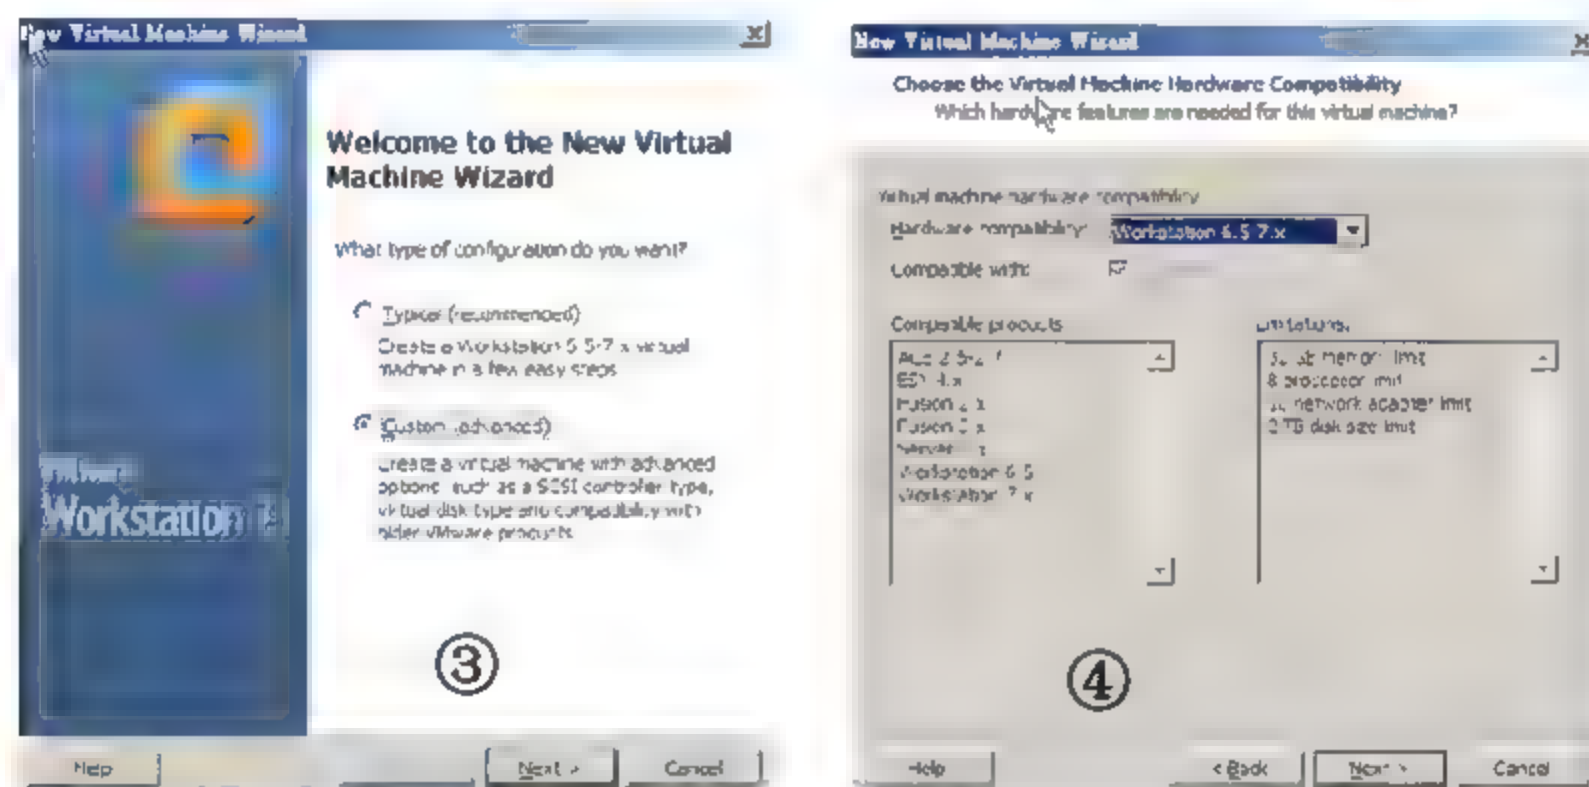 New Virtual Machine Wizard
Welcome to the New Virtual
Machine Wizard
What type of configuration do you want?
Typical (recommended)
Create a Workstation 6.5-7.x virtual
machine in a few easy steps
Custom (advanced)
Create a virtual machine with advanced
options, such as a SCSI controller type,
virtual disk type and compatibility with
older VMware products
Workstation
③
Help
Next >
Cancel
New Virtual Machine Wizard
Choose the Virtual Machine Hardware Compatibility
Which hardware features are needed for this virtual machine?
Virtual machine hardware compatibility
Hardware compatibility: Workstation 6.5-7.x
Compatible with:
Compatible products:
Fusion 2.x
Fusion 3.x
Workstation 6.5
Workstation 7.x
Limitations:
memory limit
8 processor limit
network adapter limit
2 TB disk size limit
④
Help
< Back
Next >
Cancel